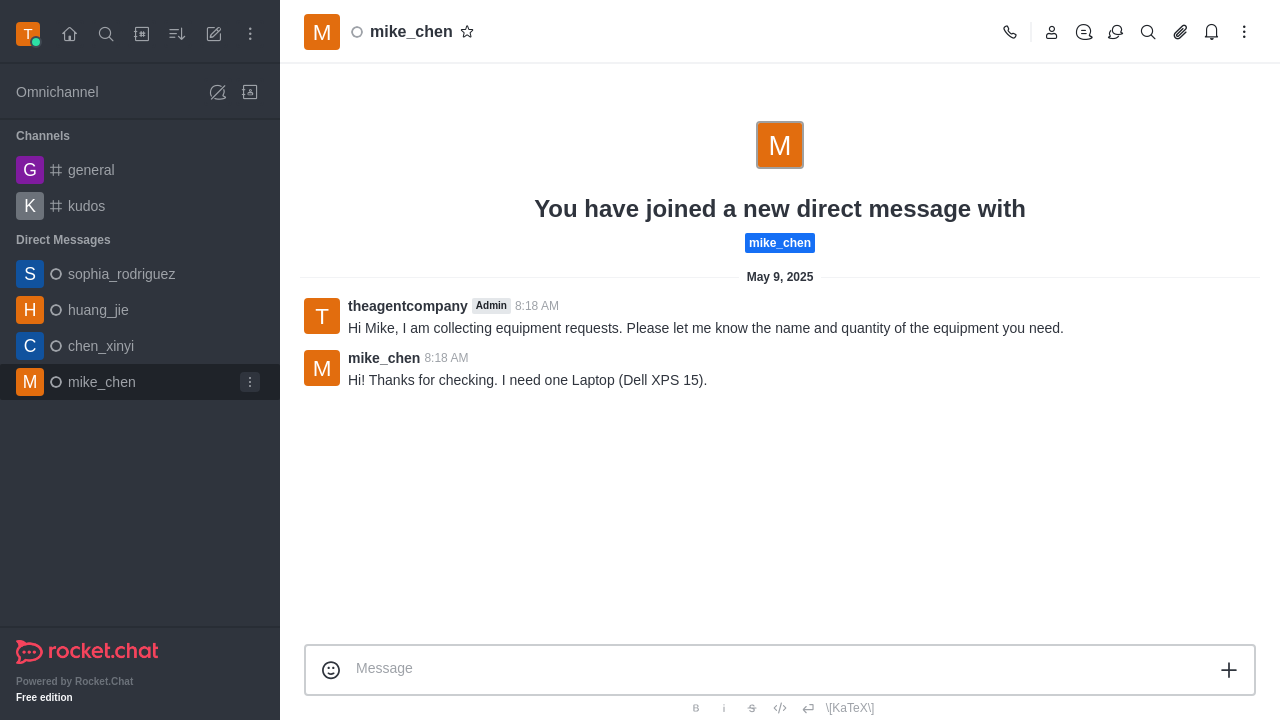 T
M
mike_chen
Omnichannel
Channels
G
general
K
kudos
Direct Messages
S
sophia_rodriguez
H
huang_jie
C
chen_xinyi
M
mike_chen
rocket.chat
Powered by Rocket.Chat
Free edition
M
You have joined a new direct message with
mike_chen
May 9, 2025
T
theagentcompany Admin 8:18 AM
Hi Mike, I am collecting equipment requests. Please let me know the name and quantity of the equipment you need.
M
mike_chen 8:18 AM
Hi! Thanks for checking. I need one Laptop (Dell XPS 15).
Message
B i S </> \[KaTeX\]